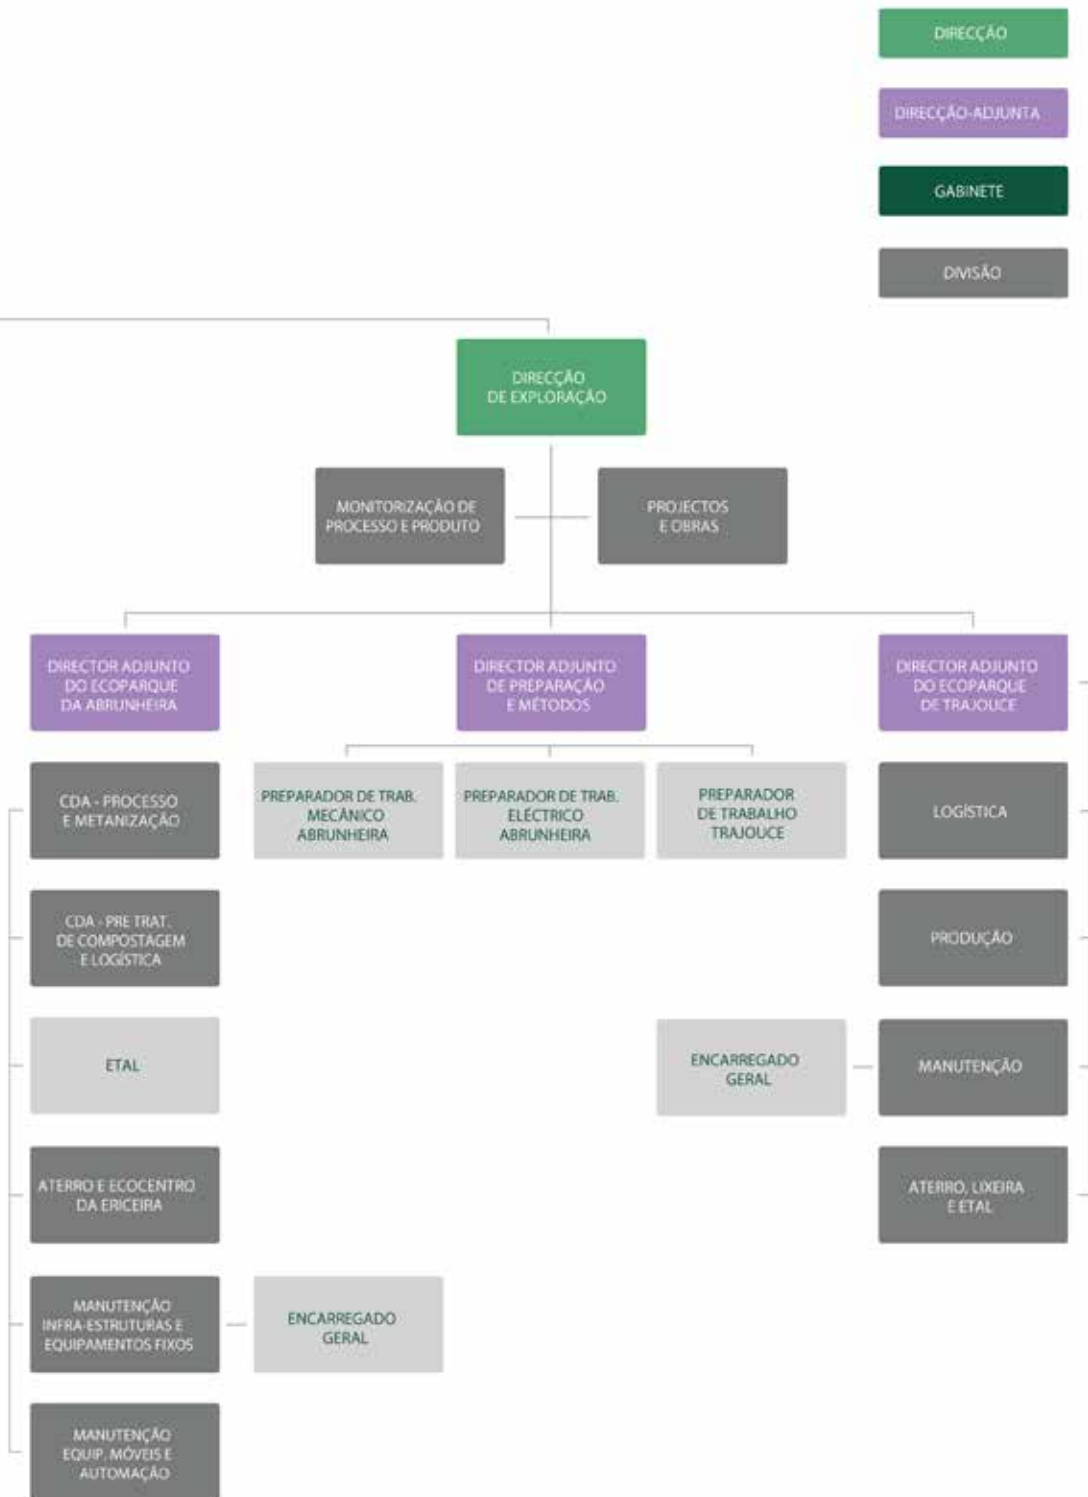 DIRECÇÃO
DIRECÇÃO-ADJUNTA
GABINETE
DIVISÃO
DIRECÇÃO
DE EXPLORAÇÃO
MONITORIZAÇÃO DE
PROCESSO E PRODUTO
PROJECTOS
E OBRAS
DIRECTOR ADJUNTO
DO ECOPARQUE
DA ABRUNHEIRA
DIRECTOR ADJUNTO
DE PREPARAÇÃO
E MÉTODOS
DIRECTOR ADJUNTO
DO ECOPARQUE
DE TRAJOUCE
CDA - PROCESSO
E METANIZAÇÃO
PREPARADOR DE TRAB.
MECÂNICO
ABRUNHEIRA
PREPARADOR DE TRAB.
ELÉCTRICO
ABRUNHEIRA
PREPARADOR
DE TRABALHO
TRAJOUCE
LOGÍSTICA
CDA - PRE TRAT.
DE COMPOSTAGEM
E LOGÍSTICA
PRODUÇÃO
ETAL
ENCARREGADO
GERAL
MANUTENÇÃO
ATERRO E ECOCENTRO
DA ERICEIRA
ATERRO, LIXEIRA
E ETAL
MANUTENÇÃO
INFRA-ESTRUTURAS E
EQUIPAMENTOS FIXOS
ENCARREGADO
GERAL
MANUTENÇÃO
EQUIP. MÓVEIS E
AUTOMAÇÃO